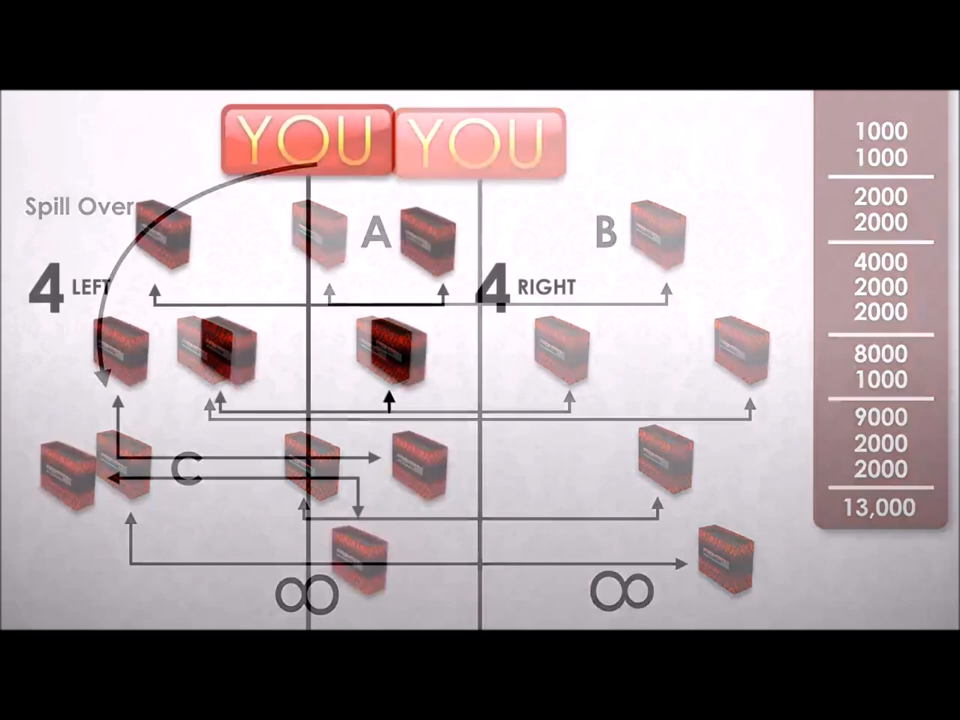 YOU YOU
Spill Over
A
B
4 LEFT
4 RIGHT
C
∞
∞
1000
1000
2000
2000
4000
2000
2000
8000
1000
9000
2000
2000
13,000